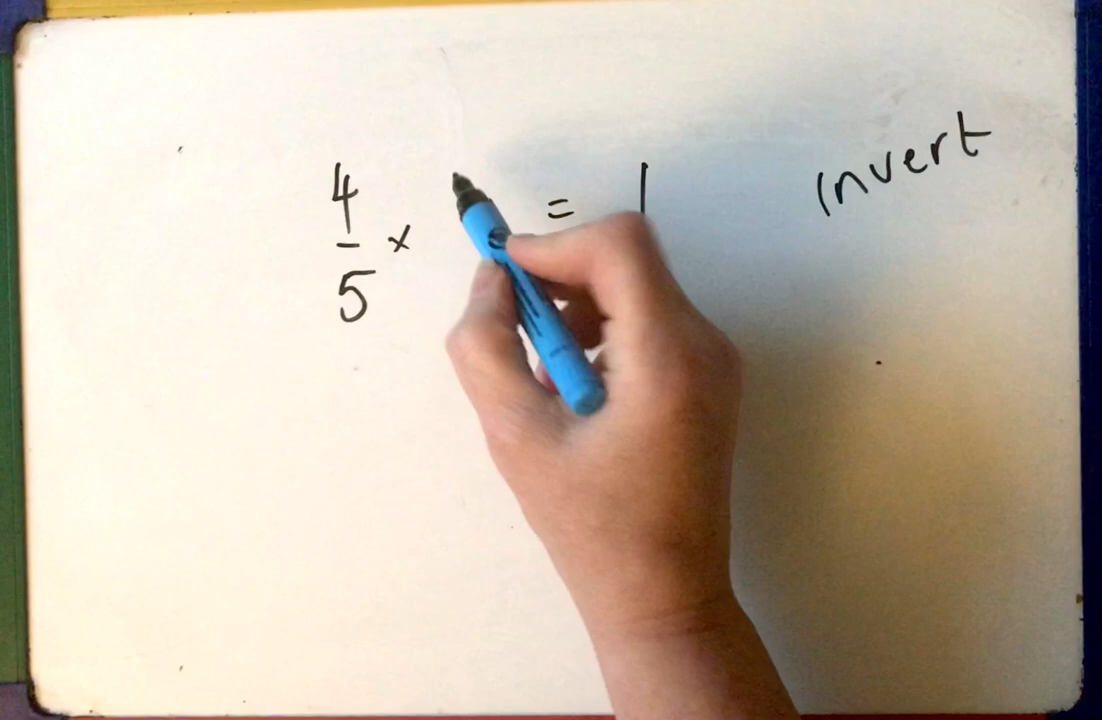 4/5 × = 1
invert